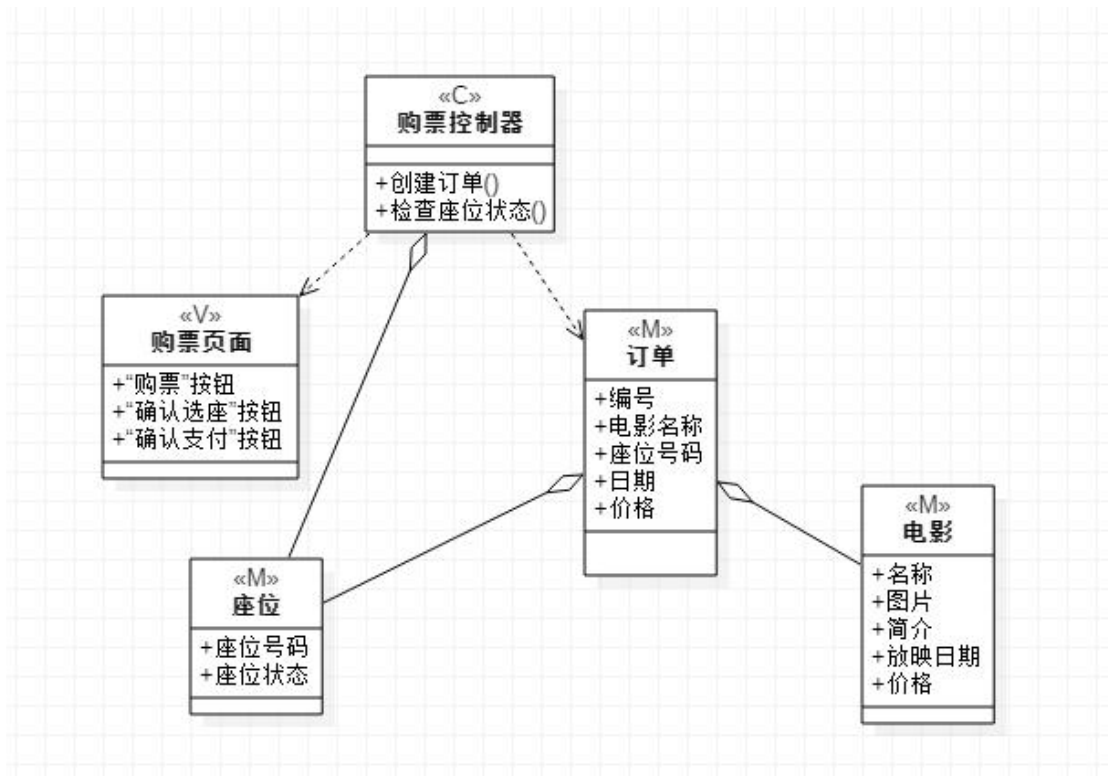 «C»
购票控制器
+创建订单()
+检查座位状态()
«V»
购票页面
+“购票”按钮
+“确认选座”按钮
+“确认支付”按钮
«M»
订单
+编号
+电影名称
+座位号码
+日期
+价格
«M»
座位
+座位号码
+座位状态
«M»
电影
+名称
+图片
+简介
+放映日期
+价格